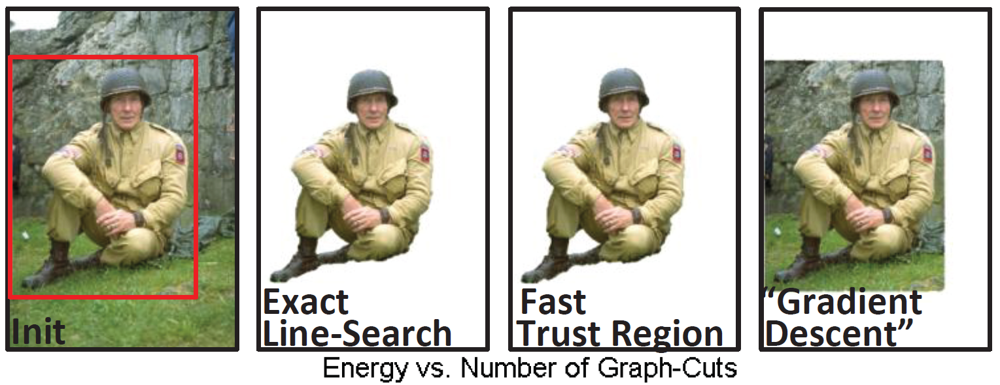 Init
Exact
Line-Search
Fast
Trust Region
“Gradient
Descent”
Energy vs. Number of Graph-Cuts